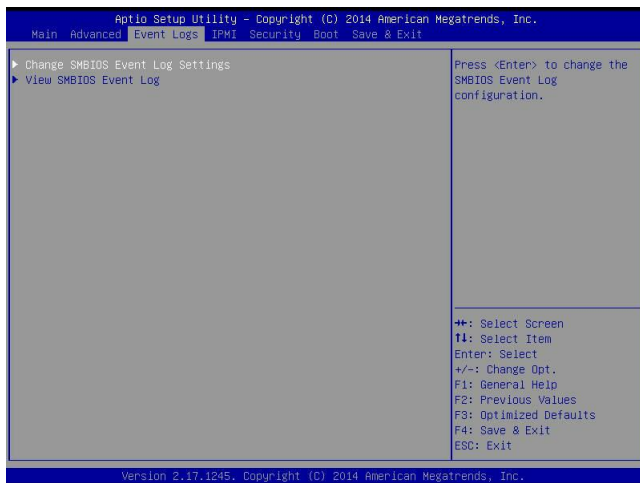 Aptio Setup Utility – Copyright (C) 2014 American Megatrends, Inc.
Main Advanced Event Logs IPMI Security Boot Save & Exit
▶ Change SMBIOS Event Log Settings
▶ View SMBIOS Event Log
Press <Enter> to change the
SMBIOS Event Log
configuration.
→←: Select Screen
↑↓: Select Item
Enter: Select
+/-: Change Opt.
F1: General Help
F2: Previous Values
F3: Optimized Defaults
F4: Save & Exit
ESC: Exit
Version 2.17.1245. Copyright (C) 2014 American Megatrends, Inc.